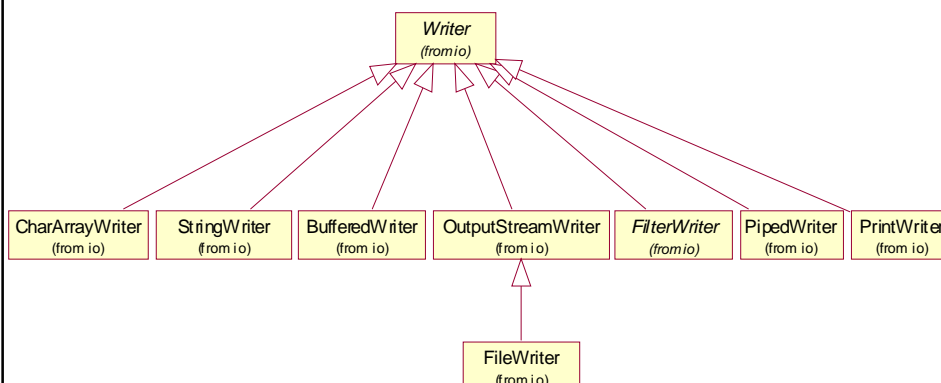 Writer
(from io)
CharArrayWriter
(from io)
StringWriter
(from io)
BufferedWriter
(from io)
OutputStreamWriter
(from io)
FilterWriter
(from io)
PipedWriter
(from io)
PrintWriter
(from io)
FileWriter
(from io)